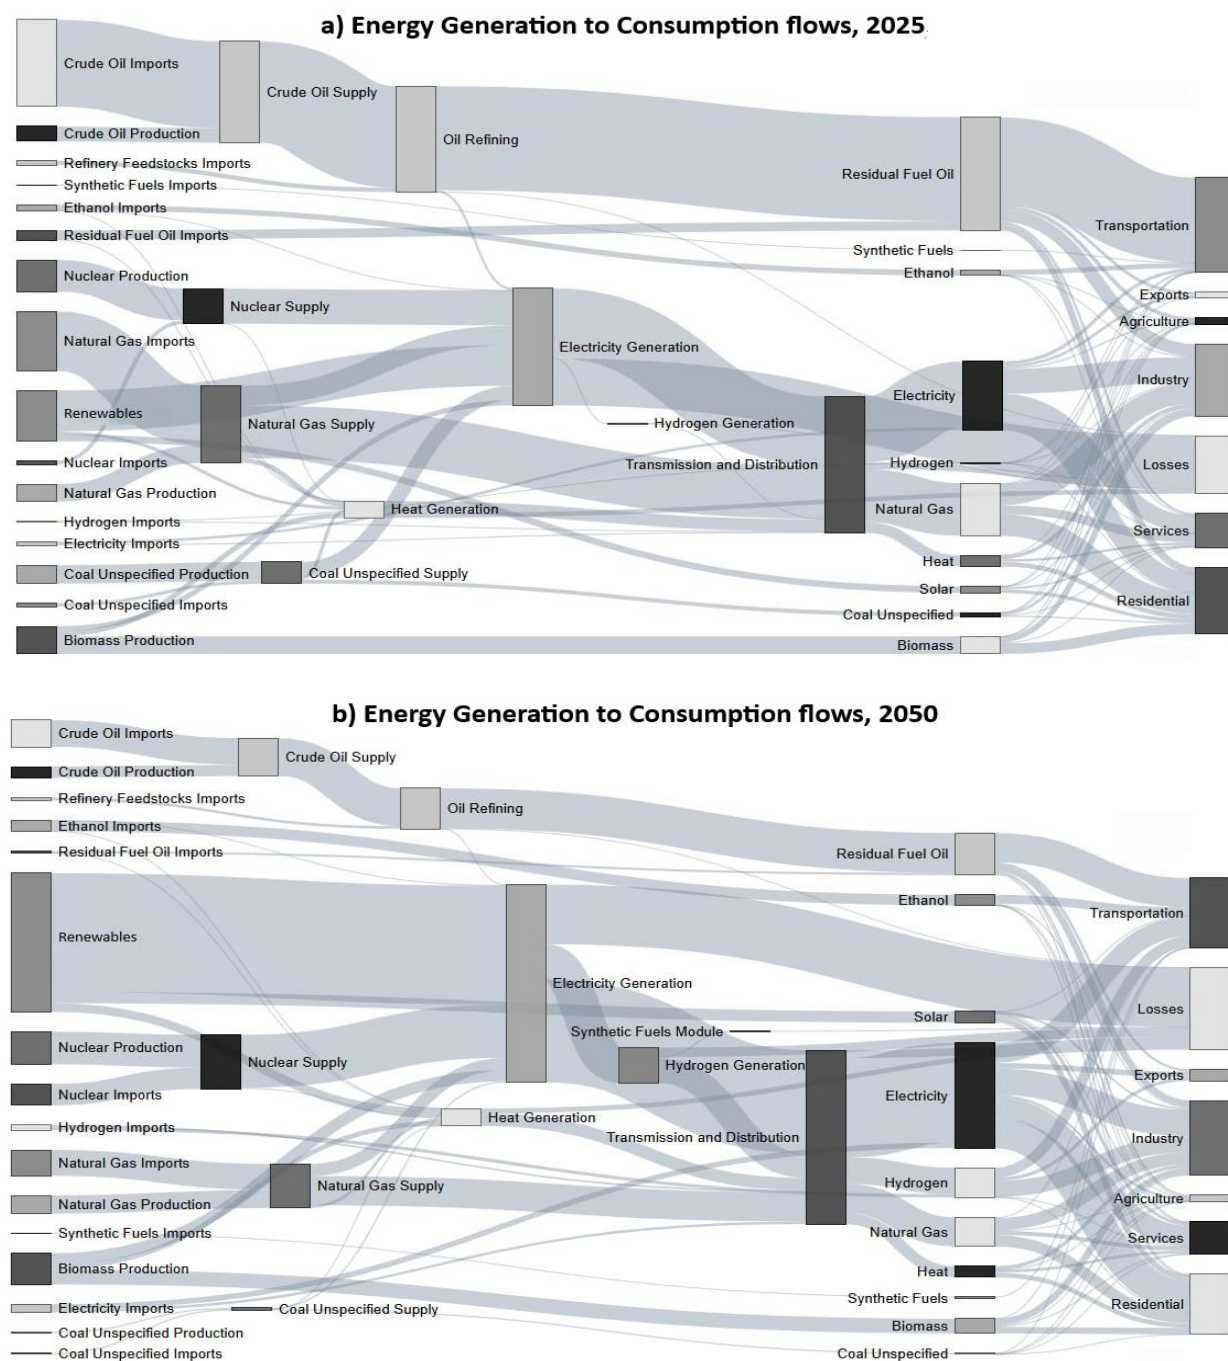 a) Energy Generation to Consumption flows, 2025
Crude Oil Imports
Crude Oil Supply
Crude Oil Production
Oil Refining
Refinery Feedstocks Imports
Residual Fuel Oil
Synthetic Fuels Imports
Ethanol Imports
Transportation
Residual Fuel Oil Imports
Synthetic Fuels
Nuclear Production
Ethanol
Exports
Nuclear Supply
Agriculture
Natural Gas Imports
Electricity Generation
Industry
Electricity
Renewables
Natural Gas Supply
Hydrogen Generation
Nuclear Imports
Transmission and Distribution
Hydrogen
Losses
Natural Gas Production
Heat Generation
Natural Gas
Hydrogen Imports
Services
Electricity Imports
Heat
Coal Unspecified Production
Coal Unspecified Supply
Solar
Residential
Coal Unspecified Imports
Coal Unspecified
Biomass Production
Biomass
b) Energy Generation to Consumption flows, 2050
Crude Oil Imports
Crude Oil Supply
Crude Oil Production
Refinery Feedstocks Imports
Oil Refining
Ethanol Imports
Residual Fuel Oil Imports
Residual Fuel Oil
Ethanol
Transportation
Renewables
Electricity Generation
Solar
Losses
Synthetic Fuels Module
Nuclear Production
Nuclear Supply
Hydrogen Generation
Exports
Nuclear Imports
Electricity
Heat Generation
Hydrogen Imports
Transmission and Distribution
Industry
Natural Gas Imports
Natural Gas Supply
Hydrogen
Natural Gas Production
Agriculture
Synthetic Fuels Imports
Natural Gas
Services
Biomass Production
Heat
Synthetic Fuels
Electricity Imports
Coal Unspecified Supply
Residential
Coal Unspecified Production
Biomass
Coal Unspecified Imports
Coal Unspecified